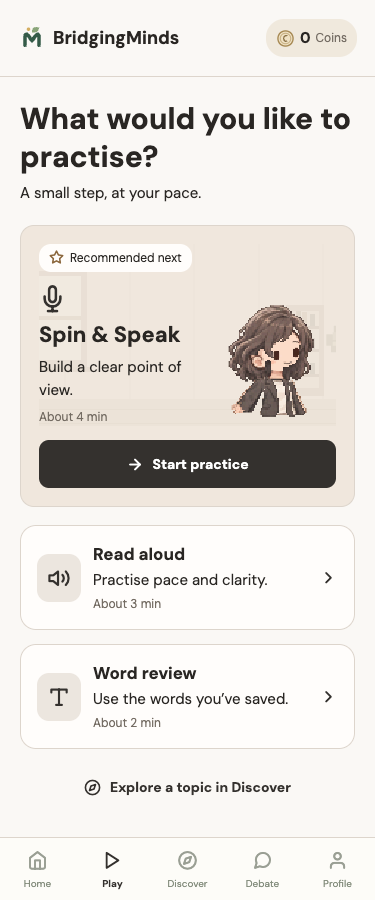 BridgingMinds
0 Coins
What would you like to
practise?
A small step, at your pace.
Recommended next
Spin & Speak
Build a clear point of
view.
About 4 min
Start practice
Read aloud
Practise pace and clarity.
About 3 min
Word review
Use the words you’ve saved.
About 2 min
Explore a topic in Discover
Home
Play
Discover
Debate
Profile